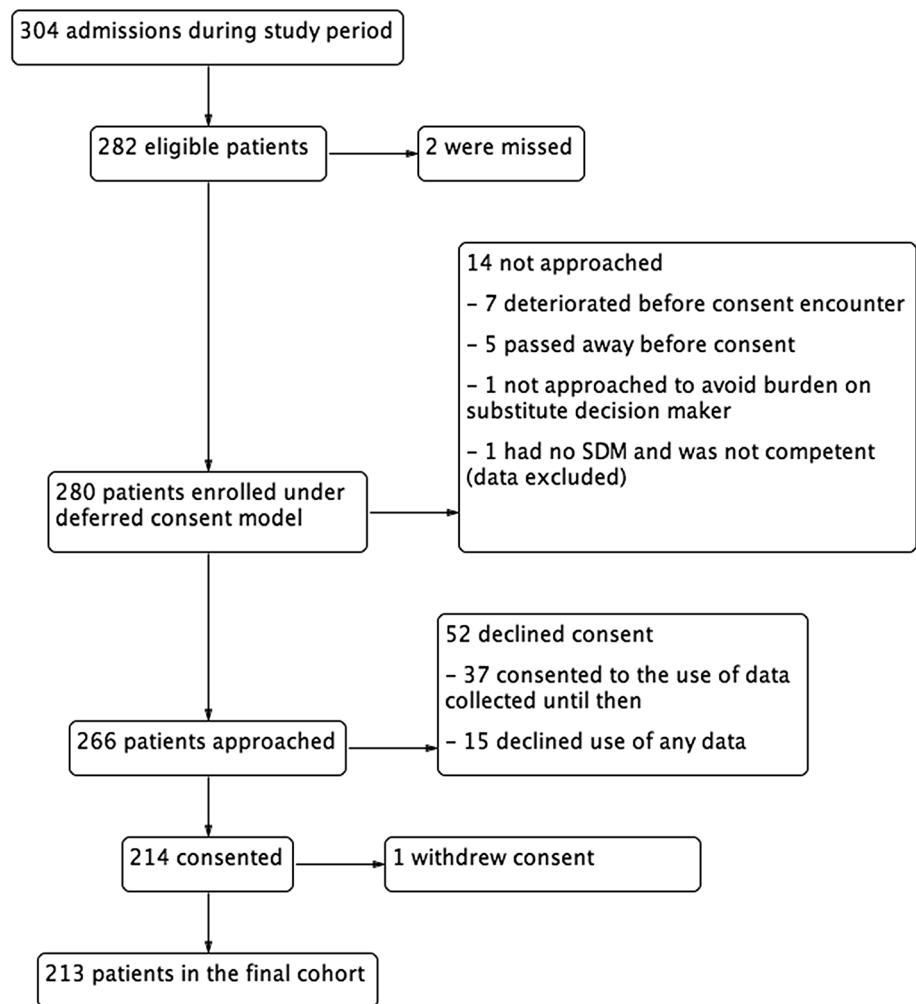 304 admissions during study period
282 eligible patients
2 were missed
14 not approached
– 7 deteriorated before consent encounter
– 5 passed away before consent
– 1 not approached to avoid burden on
substitute decision maker
– 1 had no SDM and was not competent
(data excluded)
280 patients enrolled under
deferred consent model
52 declined consent
– 37 consented to the use of data
collected until then
– 15 declined use of any data
266 patients approached
214 consented
1 withdrew consent
213 patients in the final cohort